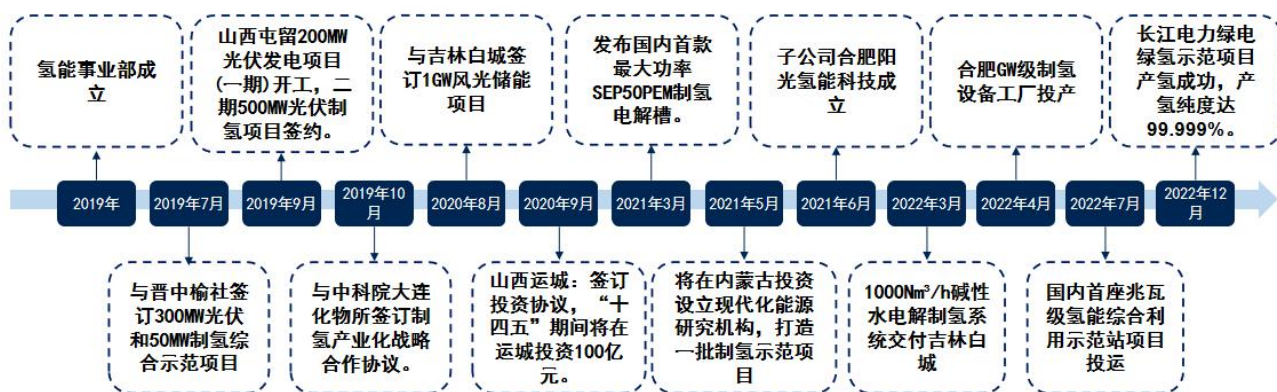 氢能事业部成
立
山西屯留200MW
光伏发电项目
(一期)开工，二
期500MW光伏制
氢项目签约。
与吉林白城签
订1GW风光储能
项目
发布国内首款
最大功率
SEP50PEM制氢
电解槽。
子公司合肥阳
光氢能科技成
立
合肥GW级制氢
设备工厂投产
长江电力绿电
绿氢示范项目
产氢成功，产
氢纯度达
99.999%。
2019年
2019年7月
2019年9月
2019年10
月
2020年8月
2020年9月
2021年3月
2021年5月
2021年6月
2022年3月
2022年4月
2022年7月
2022年12
月
与晋中榆社签
订300MW光伏
和50MW制氢综
合示范项目
与中科院大连
化物所签订制
氢产业化战略
合作协议。
山西运城：签订
投资协议，“十
四五”期间将在
运城投资100亿
元。
将在内蒙古投资
设立现代化能源
研究机构，打造
一批制氢示范项
目
1000Nm³/h碱性
水电解制氢系
统交付吉林白
城
国内首座兆瓦
级氢能综合利
用示范站项目
投运